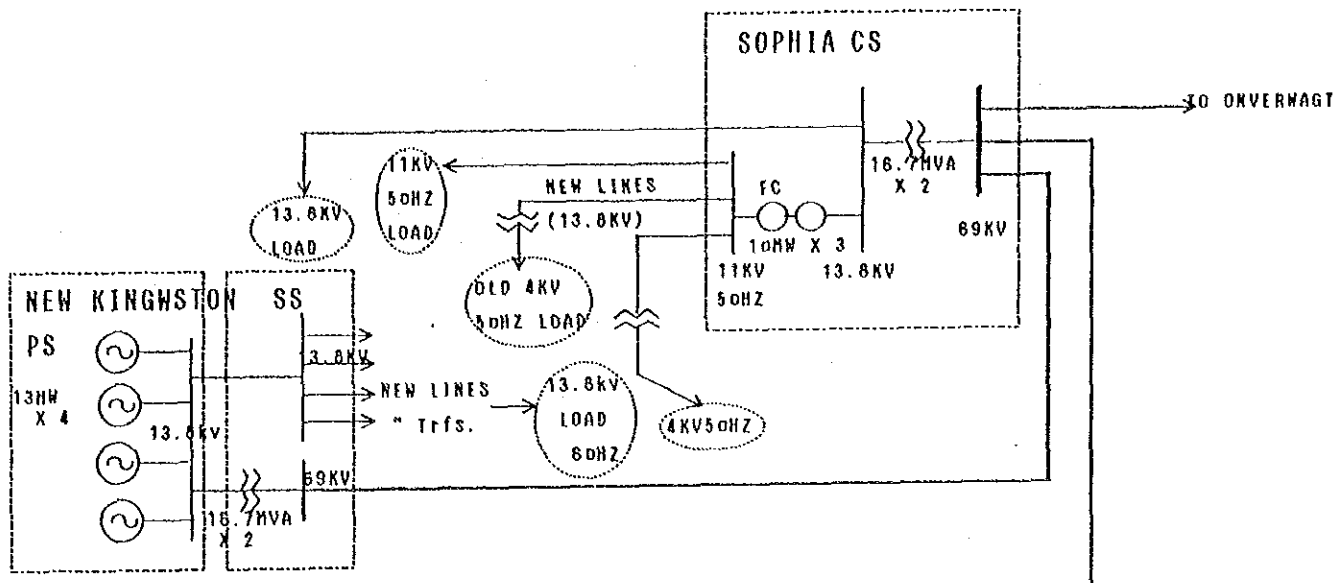 SOPHIA CS
TO ONVERWAGT
16.7MVA
X 2
69KV
11KV
50HZ
LOAD
NEW LINES
(13.8KV)
FC
10MW X 3
11KV
50HZ
13.8KV
13.8KV
LOAD
OLD 4KV
50HZ LOAD
NEW KINGWSTON SS
PS
13MW
X 4
13.8KV
3.8KV
NEW LINES
" Trfs.
13.8KV
LOAD
60HZ
4KV50HZ
69KV
16.7MVA
X 2